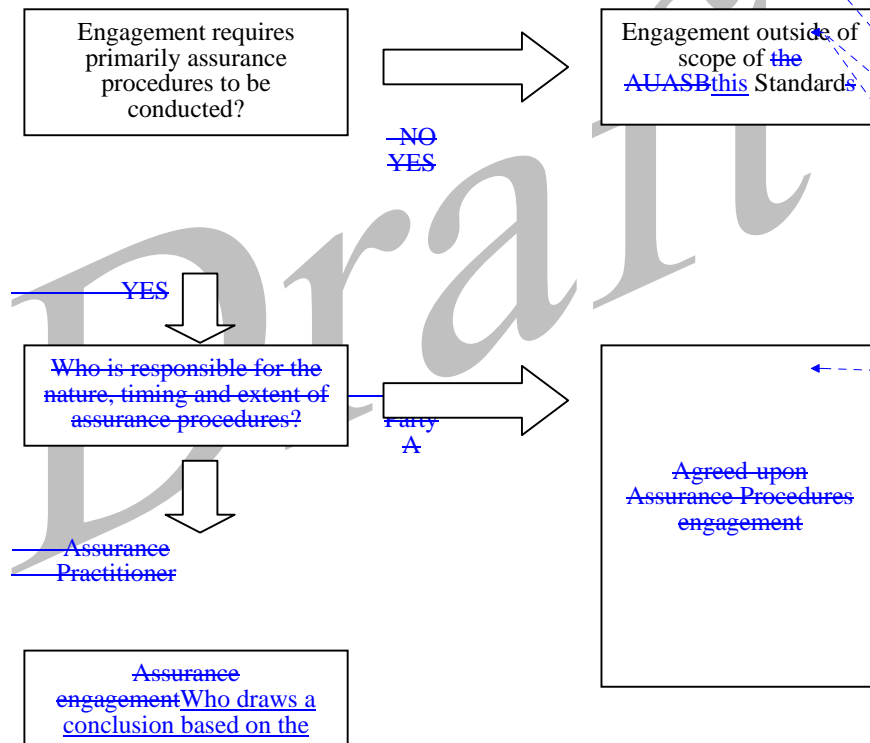 Engagement requires
primarily assurance
procedures to be
conducted?
Engagement outside of
scope of the
AUASBthis Standards
NO
YES
YES
Who is responsible for the
nature, timing and extent of
assurance procedures?
Party
A
Agreed-upon
Assurance Procedures
engagement
Assurance
Practitioner
Assurance
engagementWho draws a
conclusion based on the
Draft